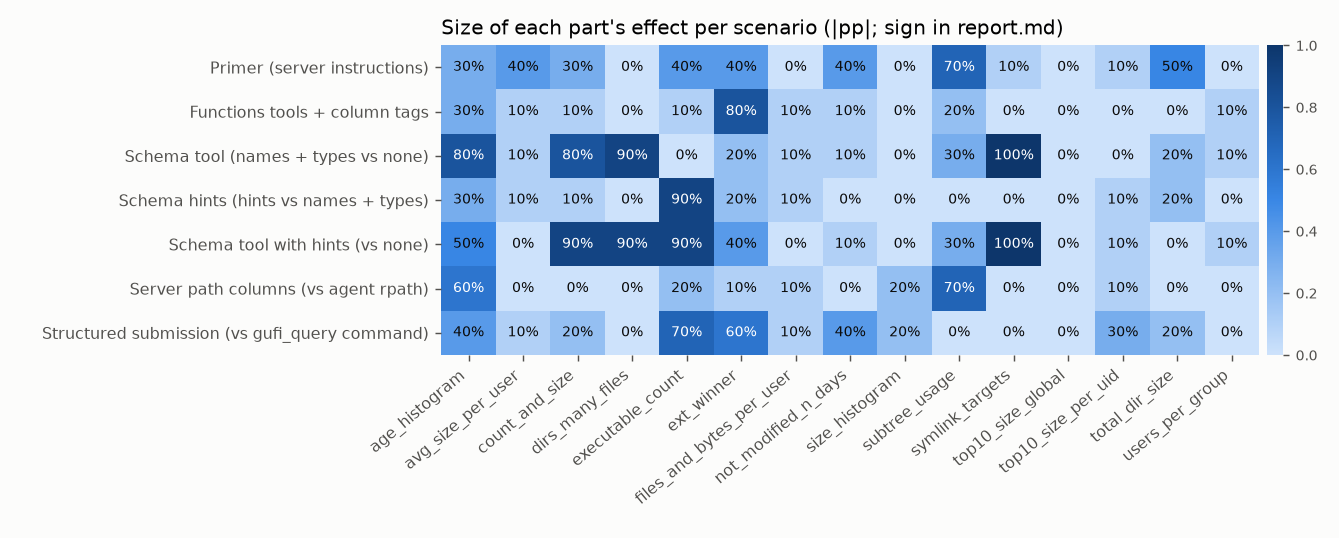 Size of each part's effect per scenario (|pp|; sign in report.md)
Primer (server instructions) 30% 40% 30% 0% 40% 40% 0% 40% 0% 70% 10% 0% 10% 50% 0%
Functions tools + column tags 30% 10% 10% 0% 10% 80% 10% 10% 0% 20% 0% 0% 0% 0% 10%
Schema tool (names + types vs none) 80% 10% 80% 90% 0% 20% 10% 10% 0% 30% 100% 0% 0% 20% 10%
Schema hints (hints vs names + types) 30% 10% 10% 0% 90% 20% 10% 0% 0% 0% 0% 0% 10% 20% 0%
Schema tool with hints (vs none) 50% 0% 90% 90% 90% 40% 0% 10% 0% 30% 100% 0% 10% 0% 10%
Server path columns (vs agent rpath) 60% 0% 0% 0% 20% 10% 10% 0% 20% 70% 0% 0% 10% 0% 0%
Structured submission (vs gufi_query command) 40% 10% 20% 0% 70% 60% 10% 40% 20% 0% 0% 0% 30% 20% 0%
age_histogram
avg_size_per_user
count_and_size
dirs_many_files
executable_count
ext_winner
files_and_bytes_per_user
not_modified_n_days
size_histogram
subtree_usage
symlink_targets
top10_size_global
top10_size_per_uid
total_dir_size
users_per_group
1.0
0.8
0.6
0.4
0.2
0.0